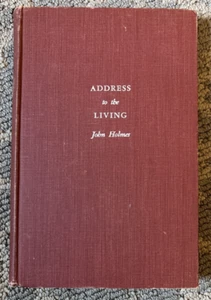 ADDRESS
to the
LIVING
John Holmes